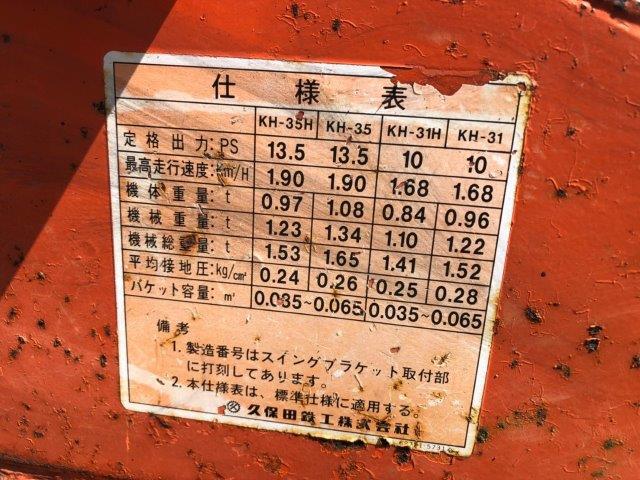 仕様表
KH-35H KH-35 KH-31H KH-31
定格出力:PS 13.5 13.5 10 10
最高走行速度:Km/H 1.90 1.90 1.68 1.68
機体重量: t 0.97 1.08 0.84 0.96
機械重量: t 1.23 1.34 1.10 1.22
機械総重量: t 1.53 1.65 1.41 1.52
平均接地圧:kg/cm² 0.24 0.26 0.25 0.28
バケット容量: m³ 0.035~0.065 0.035~0.065
備考
1. 製造番号はスイングブラケット取付部
に打刻してあります。
2. 本仕様表は、標準仕様に適用する。
久保田鉄工株式会社